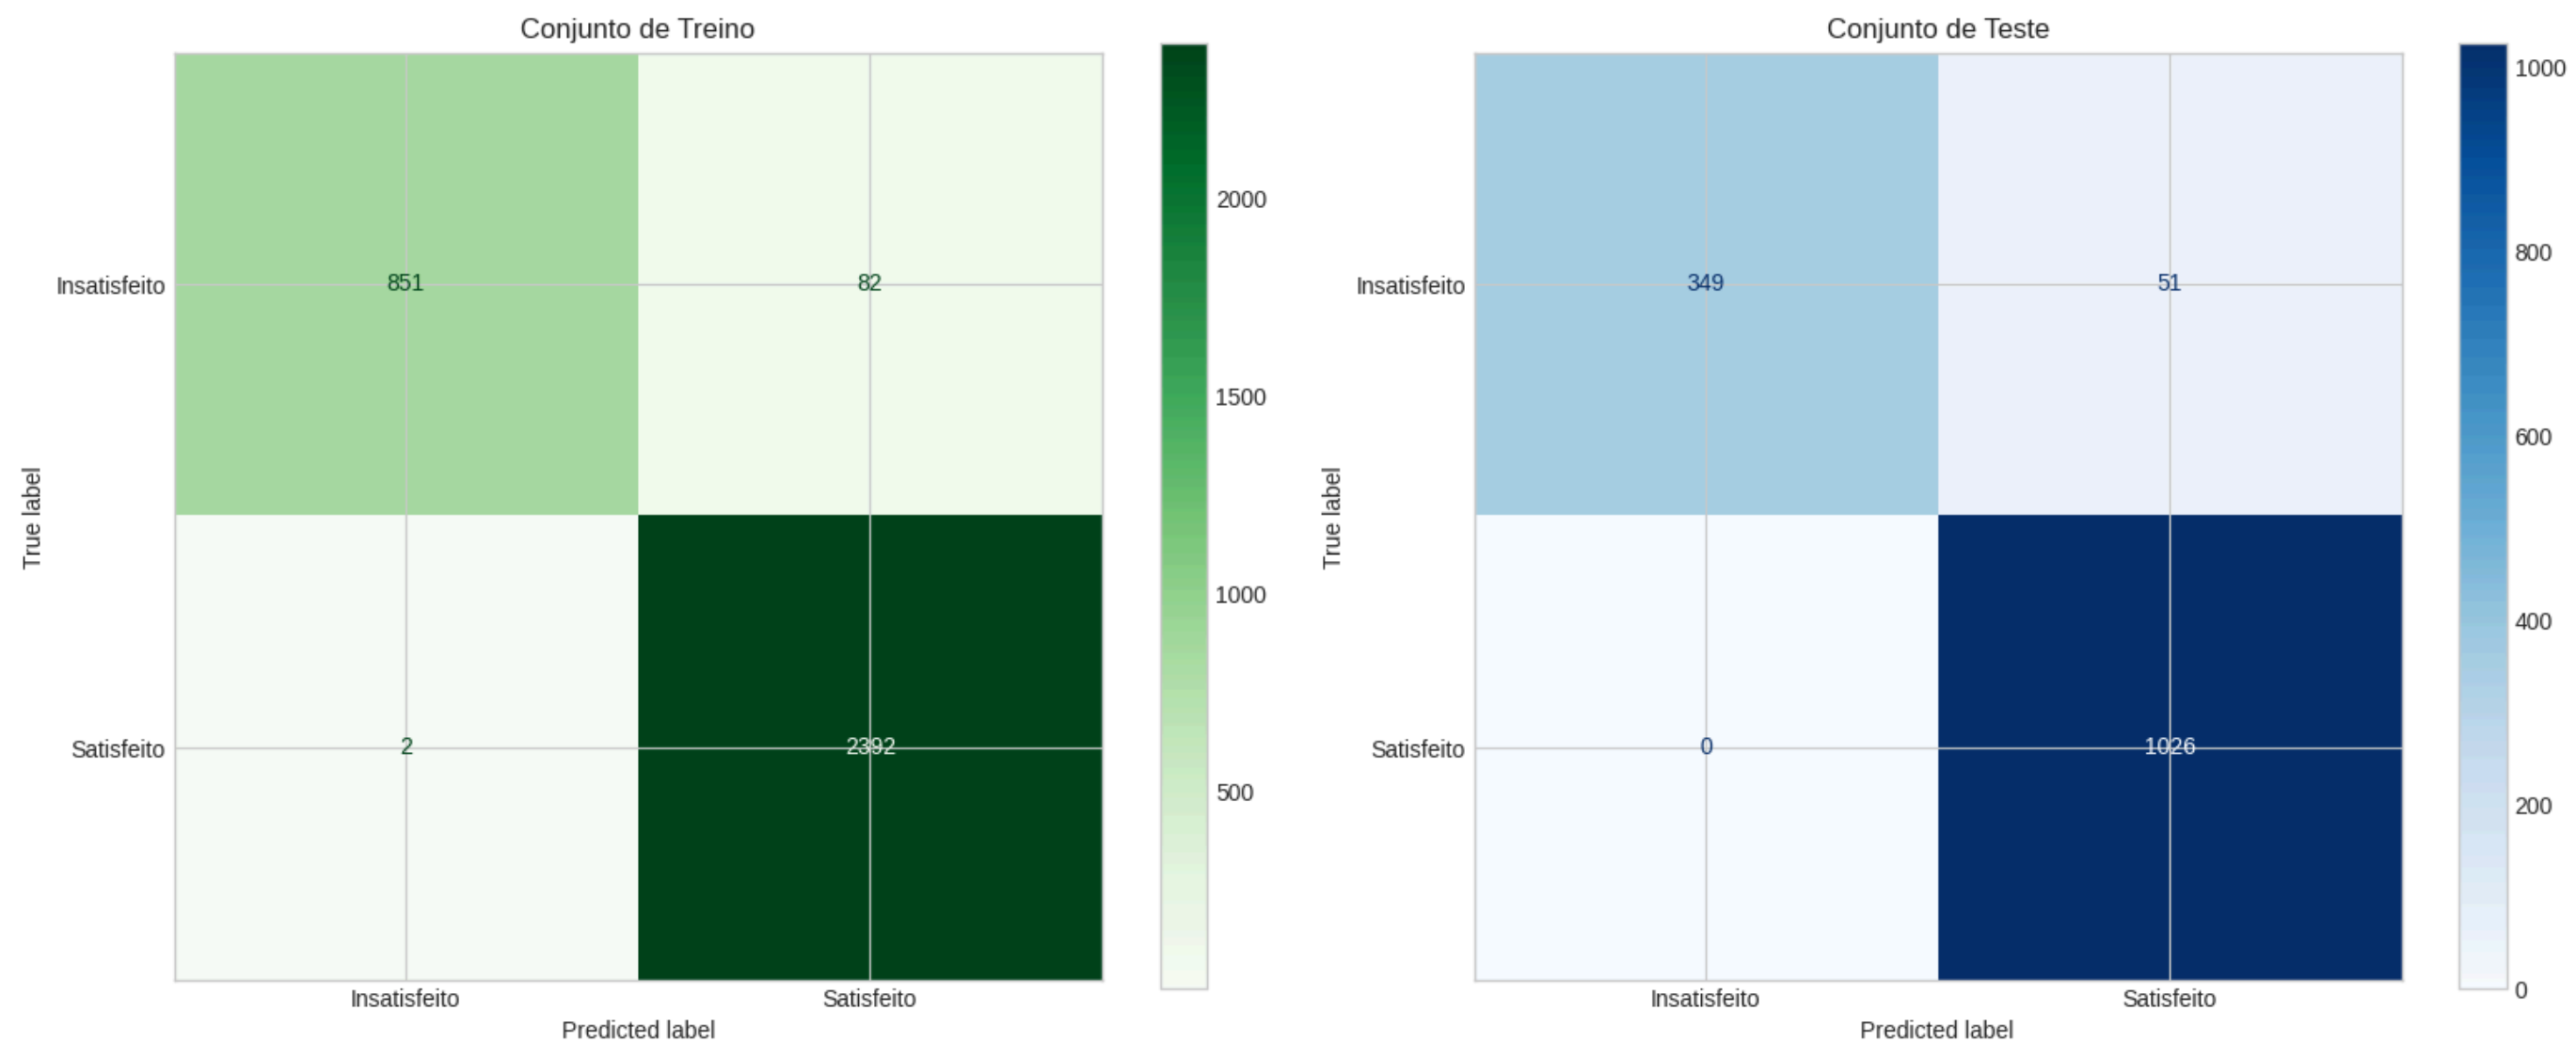 Conjunto de Treino
True label
Insatisfeito
851
82
Satisfeito
2
2392
Insatisfeito
Satisfeito
Predicted label
2000
1500
1000
500
Conjunto de Teste
True label
Insatisfeito
349
51
Satisfeito
0
1026
Insatisfeito
Satisfeito
Predicted label
1000
800
600
400
200
0